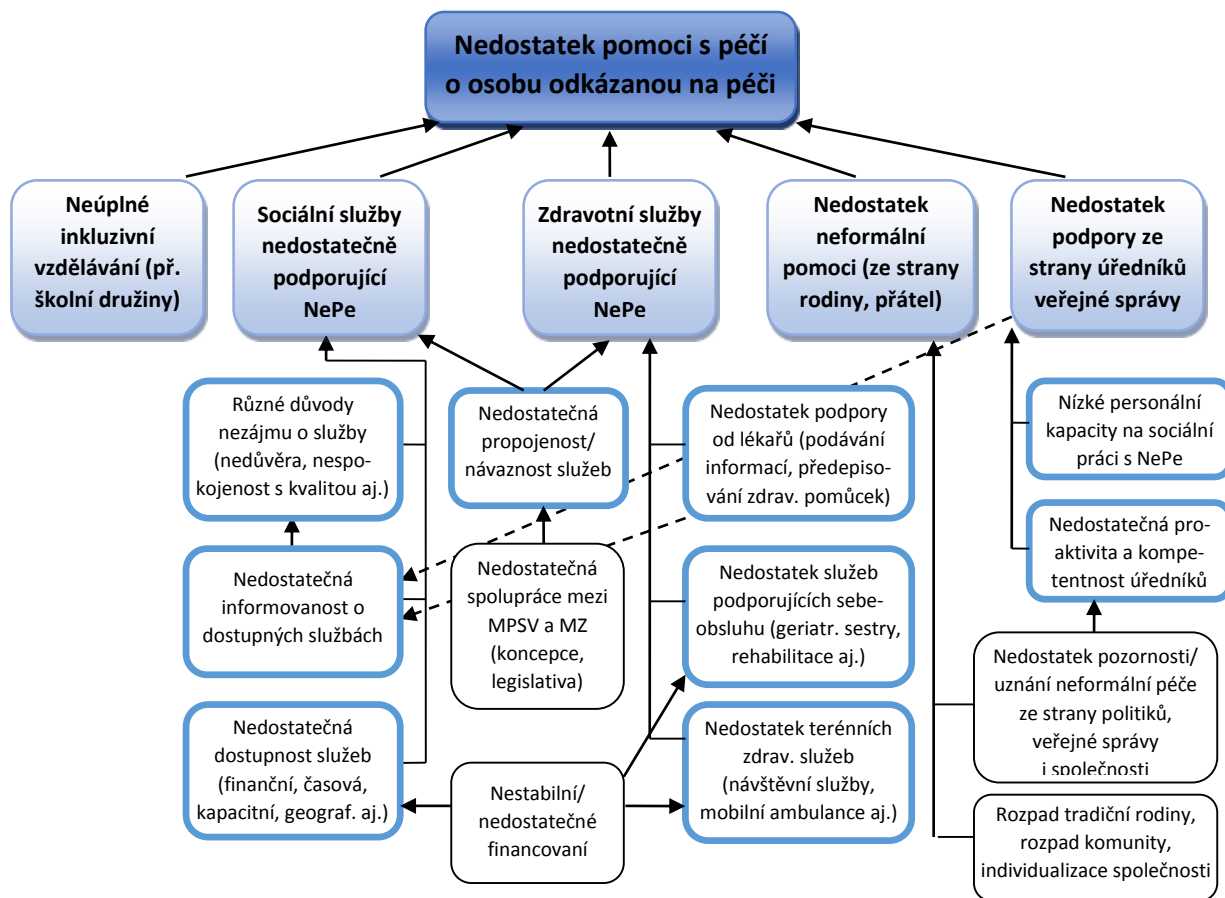 Nedostatek pomoci s péčí
o osobu odkázanou na péči
Neúplné
inkluzivní
vzdělávání (př.
školní družiny)
Sociální služby
nedostatečně
podporující
NePe
Zdravotní služby
nedostatečně
podporující
NePe
Nedostatek
neformální
pomoci (ze strany
rodiny, přátel)
Nedostatek
podpory ze
strany úředníků
veřejné správy
Různé důvody
nezájmu o služby
(nedůvěra, nespo-
kojenost s kvalitou aj.)
Nedostatečná
propojenost/
návaznost služeb
Nedostatek podpory
od lékařů (podávání
informací, předepiso-
vání zdrav. pomůcek)
Nízké personální
kapacity na sociální
práci s NePe
Nedostatečná
informovanost o
dostupných službách
Nedostatečná
spolupráce mezi
MPSV a MZ
(koncepce,
legislativa)
Nedostatek služeb
podporujících sebe-
obsluhu (geriatr. sestry,
rehabilitace aj.)
Nedostatečná pro-
aktivita a kompe-
tentnost úředníků
Nedostatečná
dostupnost služeb
(finanční, časová,
kapacitní, geograf. aj.)
Nestabilní/
nedostatečné
financovaní
Nedostatek terénních
zdrav. služeb
(návštěvní služby,
mobilní ambulance aj.)
Nedostatek pozornosti/
uznání neformální péče
ze strany politiků,
veřejné správy
i společnosti
Rozpad tradiční rodiny,
rozpad komunity,
individualizace společnosti